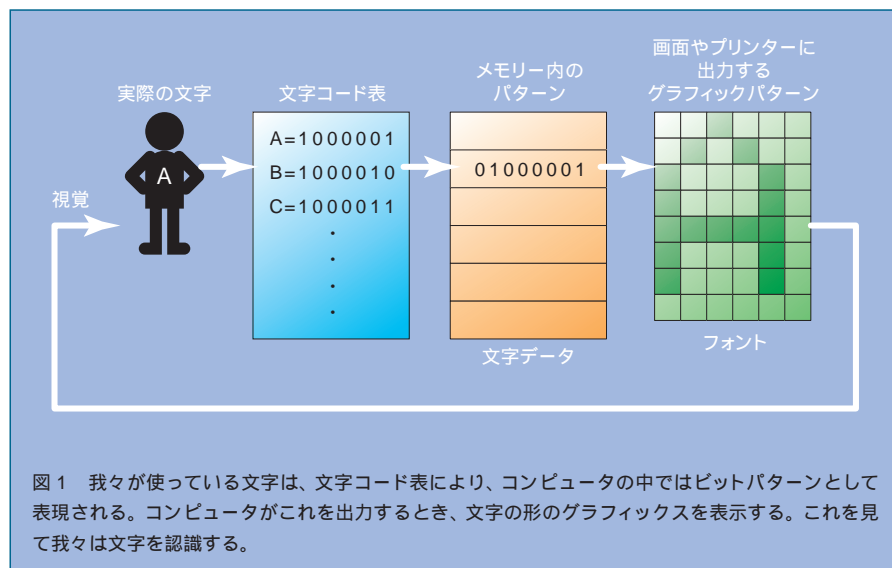 実際の文字
文字コード表
メモリー内の
パターン
画面やプリンターに
出力する
グラフィックパターン
A
視覚
A=1000001
B=1000010
C=1000011
・
・
・
・
01000001
文字データ
フォント
図1 我々が使っている文字は、文字コード表により、コンピュータの中ではビットパターンとして
表現される。コンピュータがこれを出力するとき、文字の形のグラフィックスを表示する。これを見
て我々は文字を認識する。